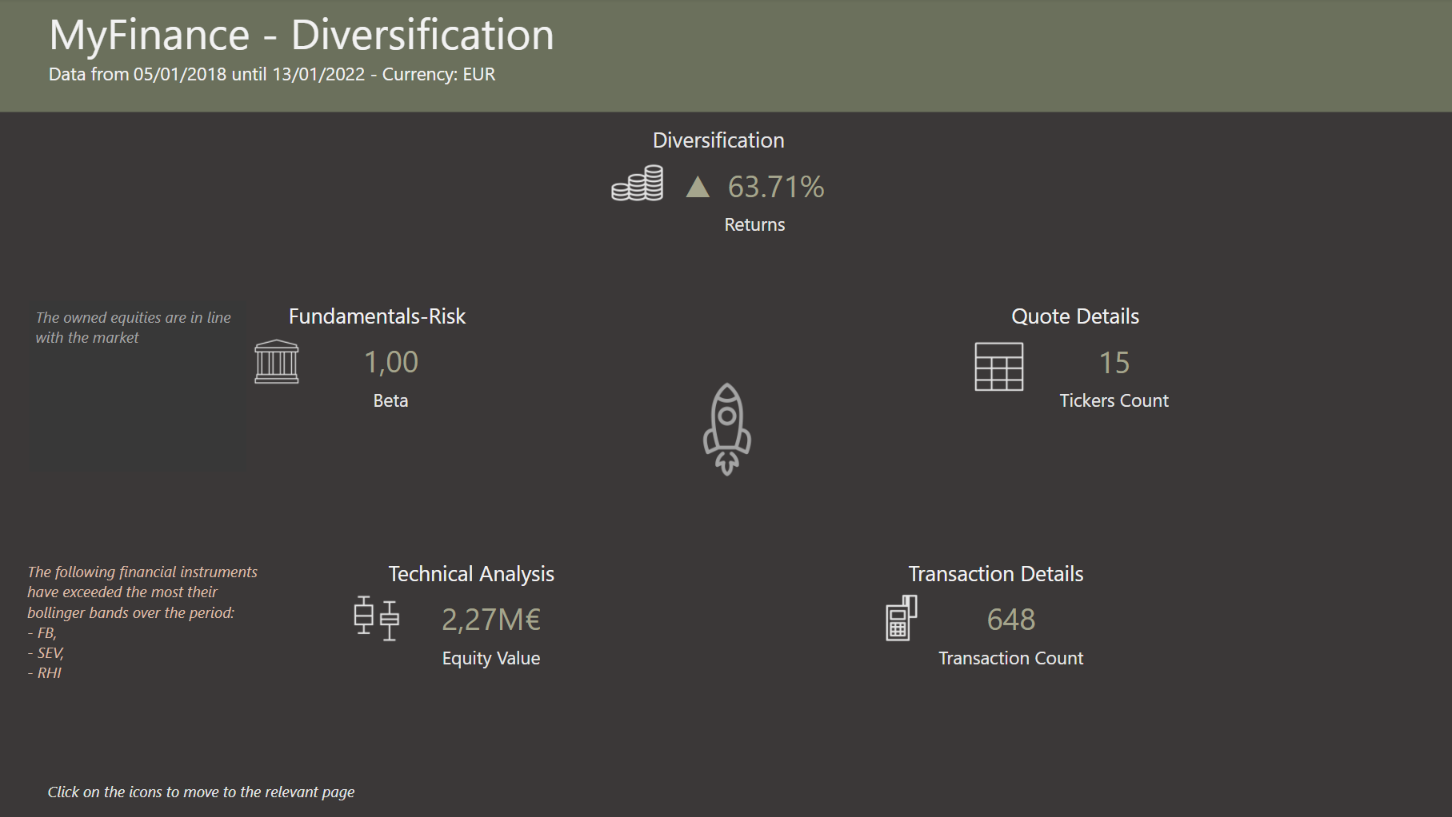 MyFinance - Diversification
Data from 05/01/2018 until 13/01/2022 - Currency: EUR
Diversification
▲ 63.71%
Returns
The owned equities are in line
with the market
Fundamentals-Risk
1,00
Beta
Quote Details
15
Tickers Count
The following financial instruments
have exceeded the most their
bollinger bands over the period:
- FB,
- SEV,
- RHI
Technical Analysis
2,27M€
Equity Value
Transaction Details
648
Transaction Count
Click on the icons to move to the relevant page